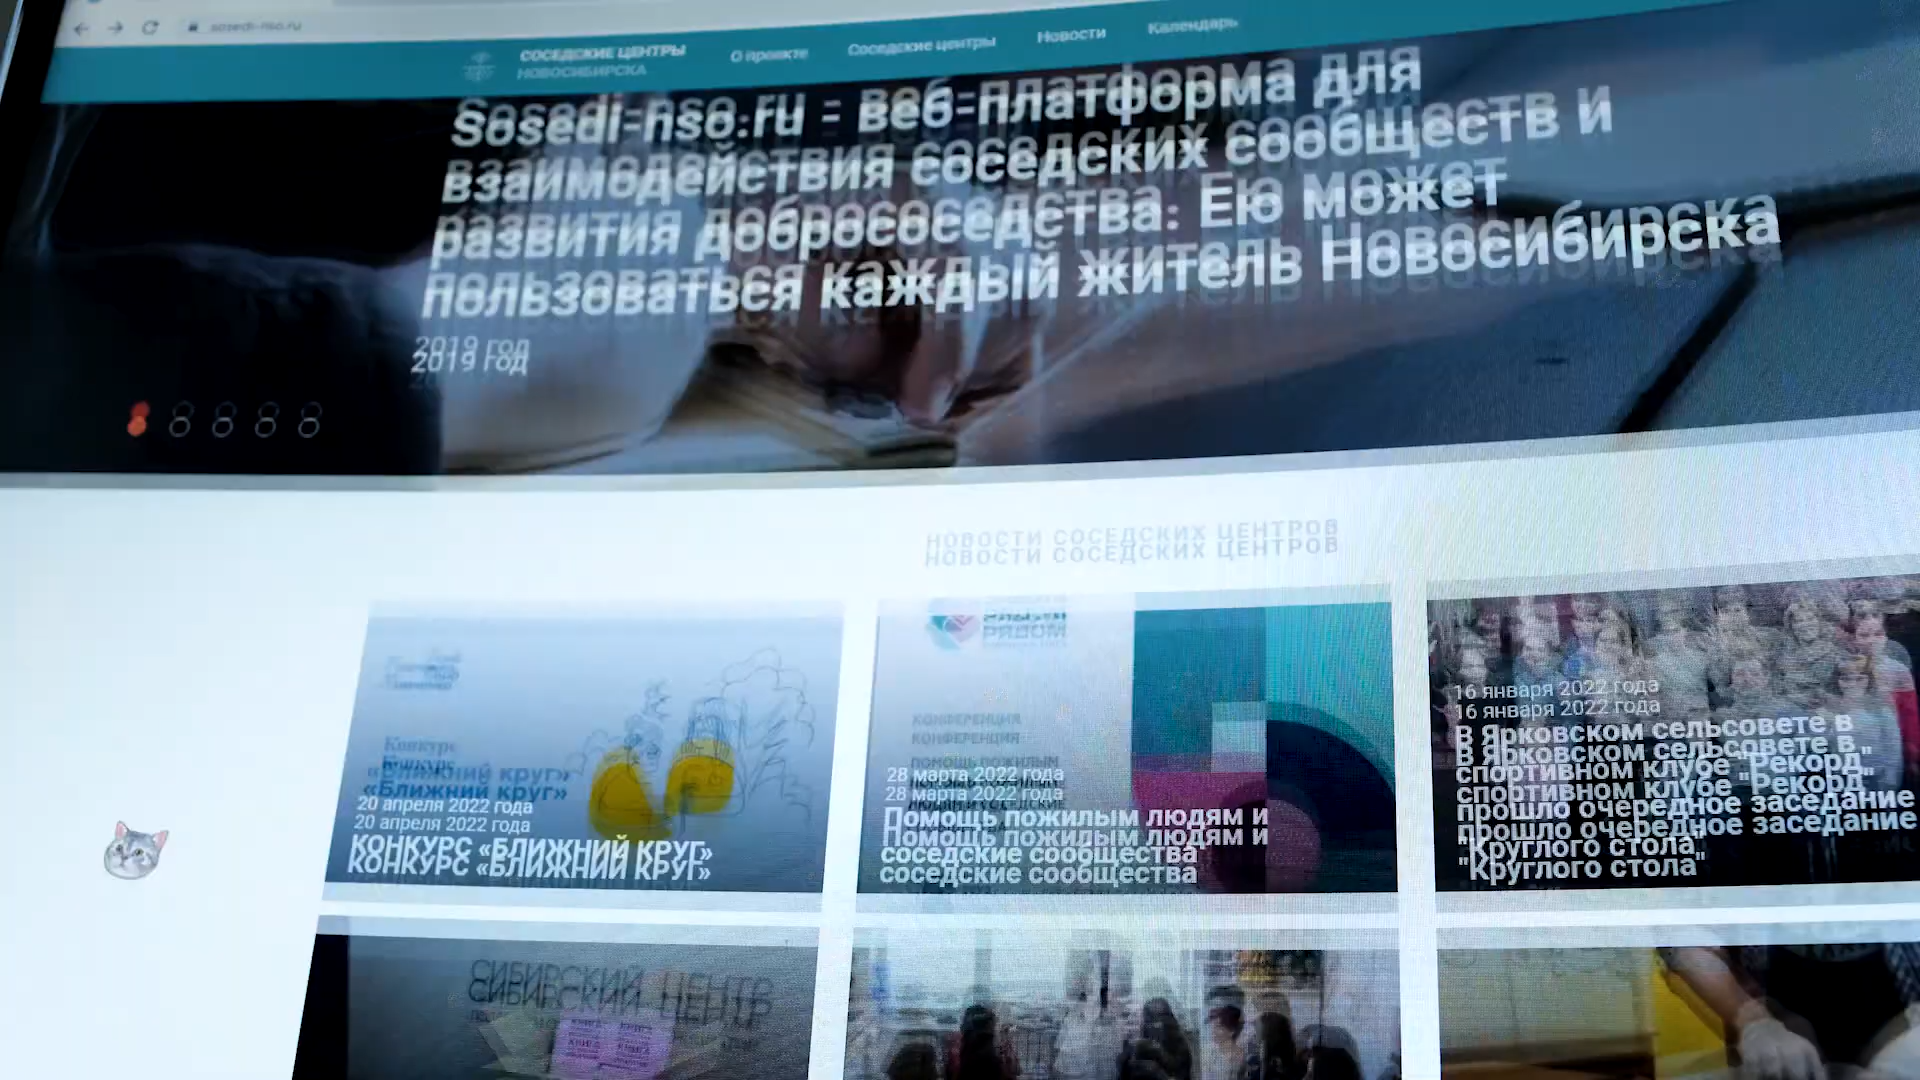 sosedi-nso.ru
СОСЕДСКИЕ ЦЕНТРЫ
НОВОСИБИРСКА
О проекте
Соседские центры
Новости
Календарь
Sosedi-nso.ru - веб-платформа для
взаимодействия соседских сообществ и
развития добрососедства. Ею может
пользоваться каждый житель Новосибирска
2019 год
НОВОСТИ СОСЕДСКИХ ЦЕНТРОВ
Конкурс
«Ближний круг»
20 апреля 2022 года
КОНКУРС «БЛИЖНИЙ КРУГ»
РЯДОМ
КОНФЕРЕНЦИЯ
ПОМОЩЬ ПОЖИЛЫМ
28 марта 2022 года
Помощь пожилым людям и
соседские сообщества
16 января 2022 года
В Ярковском сельсовете в
спортивном клубе "Рекорд"
прошло очередное заседание
"Круглого стола"
СИБИРСКИЙ ЦЕНТР